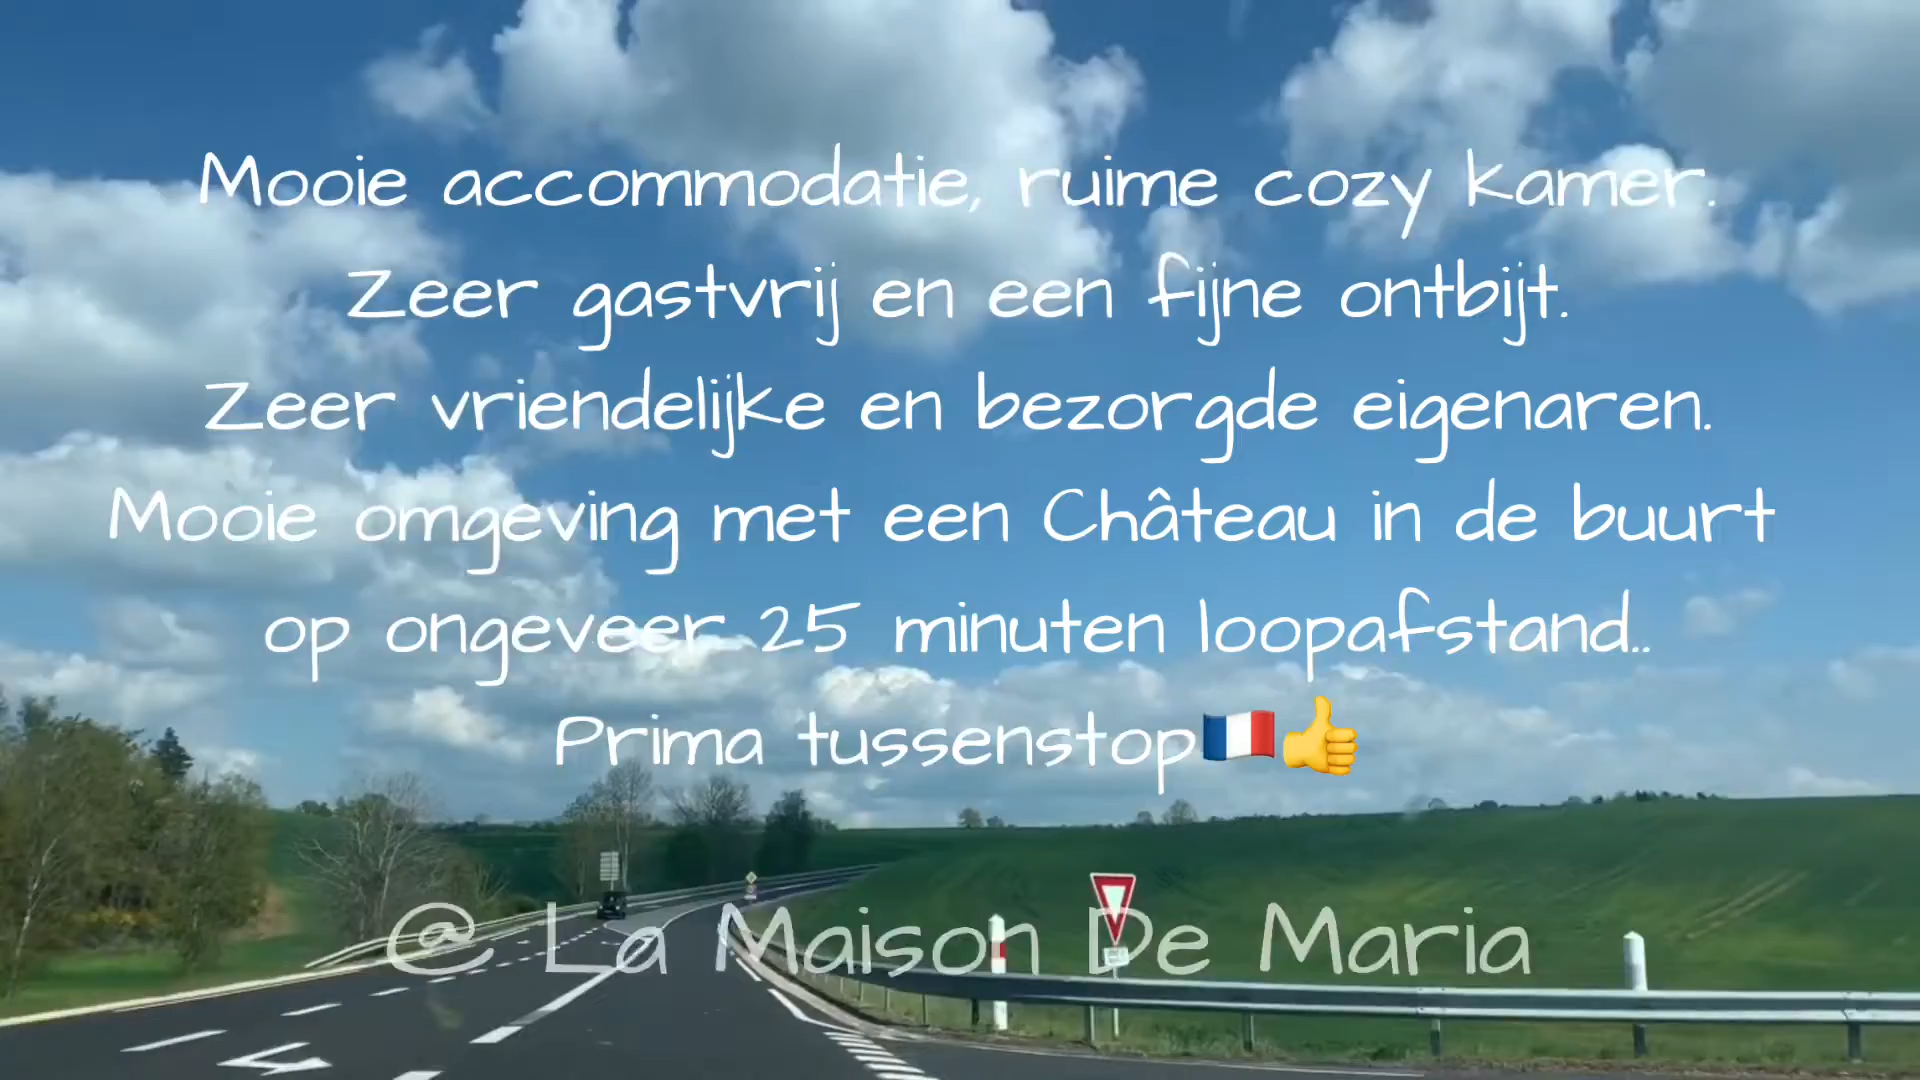 Mooie accommodatie, ruime cozy kamer.
Zeer gastvrij en een fijne ontbijt.
Zeer vriendelijke en bezorgde eigenaren.
Mooie omgeving met een Château in de buurt
op ongeveer 25 minuten loopafstand..
Prima tussenstop🇫🇷👍
@ La Maison De Maria